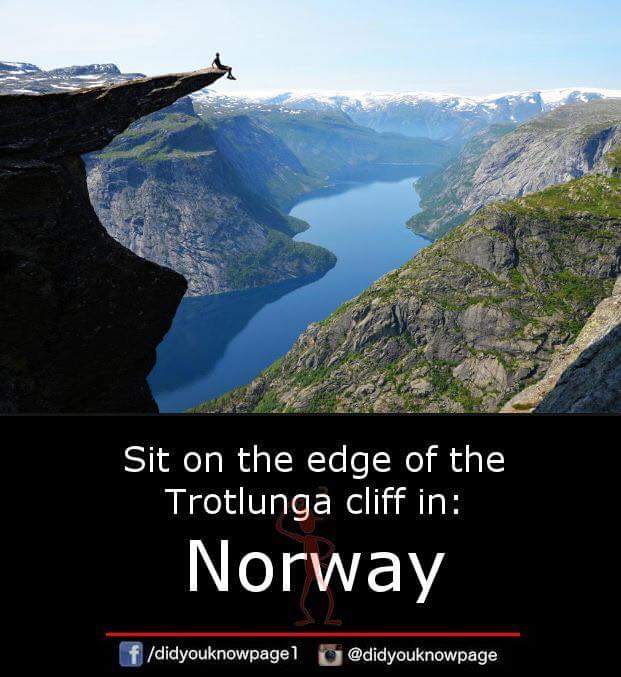 Sit on the edge of the
Trotlunga cliff in:
Norway
/didyouknowpage1 @didyouknowpage